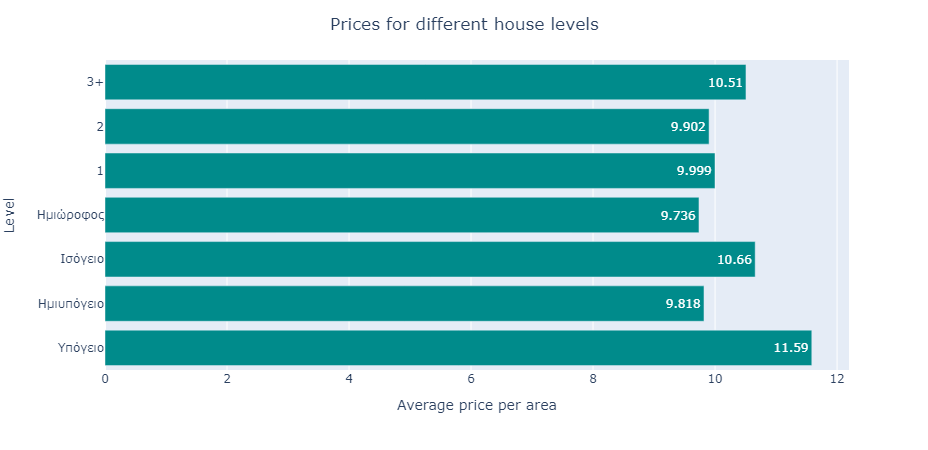 Prices for different house levels
3+
10.51
2
9.902
1
9.999
Ημιώροφος
9.736
Ισόγειο
10.66
Ημιυπόγειο
9.818
Υπόγειο
11.59
0 2 4 6 8 10 12
Average price per area
Level